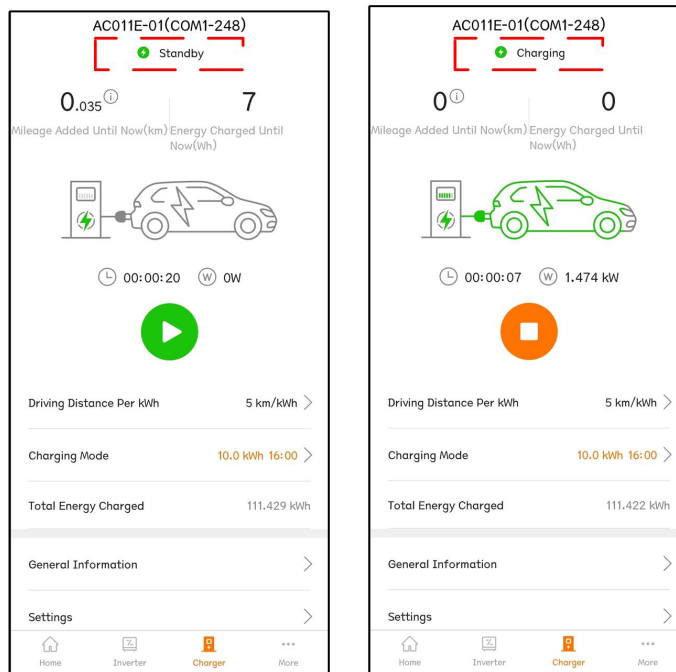 AC011E-01(COM1-248)
Standby
0.035 7
Mileage Added Until Now(km) Energy Charged Until
Now(Wh)
00:00:20 W 0W
Driving Distance Per kWh 5 km/kWh
Charging Mode 10.0 kWh 16:00
Total Energy Charged 111.429 kWh
General Information
Settings
Home Inverter Charger More
AC011E-01(COM1-248)
Charging
0 0
Mileage Added Until Now(km) Energy Charged Until
Now(Wh)
00:00:07 W 1.474 kW
Driving Distance Per kWh 5 km/kWh
Charging Mode 10.0 kWh 16:00
Total Energy Charged 111.422 kWh
General Information
Settings
Home Inverter Charger More